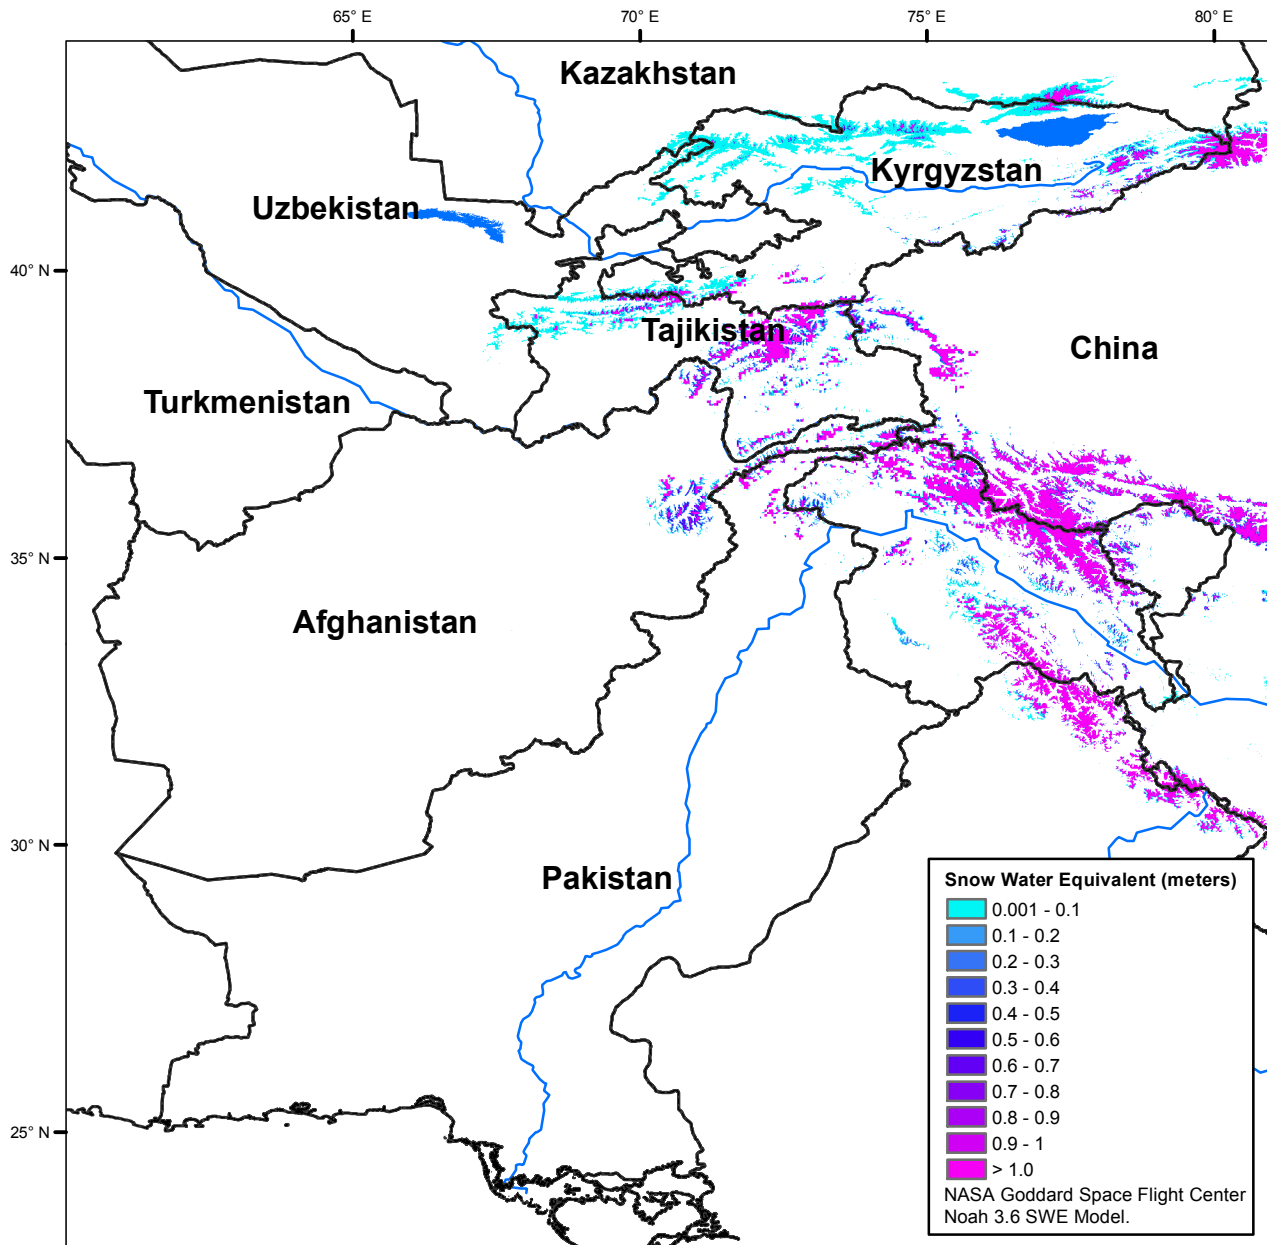 65° E
70° E
75° E
80° E
Kazakhstan
Kyrgyzstan
Uzbekistan
40° N
Tajikistan
China
Turkmenistan
35° N
Afghanistan
30° N
Pakistan
25° N
Snow Water Equivalent (meters)
0.001 - 0.1
0.1 - 0.2
0.2 - 0.3
0.3 - 0.4
0.4 - 0.5
0.5 - 0.6
0.6 - 0.7
0.7 - 0.8
0.8 - 0.9
0.9 - 1
> 1.0
NASA Goddard Space Flight Center
Noah 3.6 SWE Model.